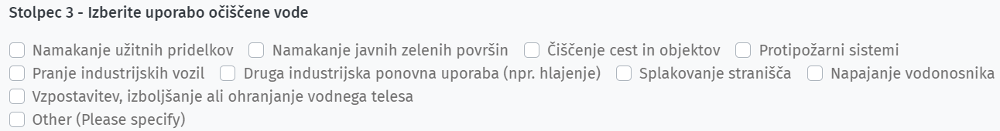 Stolpec 3 - Izberite uporabo očiščene vode
Namakanje užitnih pridelkov Namakanje javnih zelenih površin Čiščenje cest in objektov Protipožarni sistemi
Pranje industrijskih vozil Druga industrijska ponovna uporaba (npr. hlajenje) Splakovanje stranišča Napajanje vodonosnika
Vzpostavitev, izboljšanje ali ohranjanje vodnega telesa
Other (Please specify)